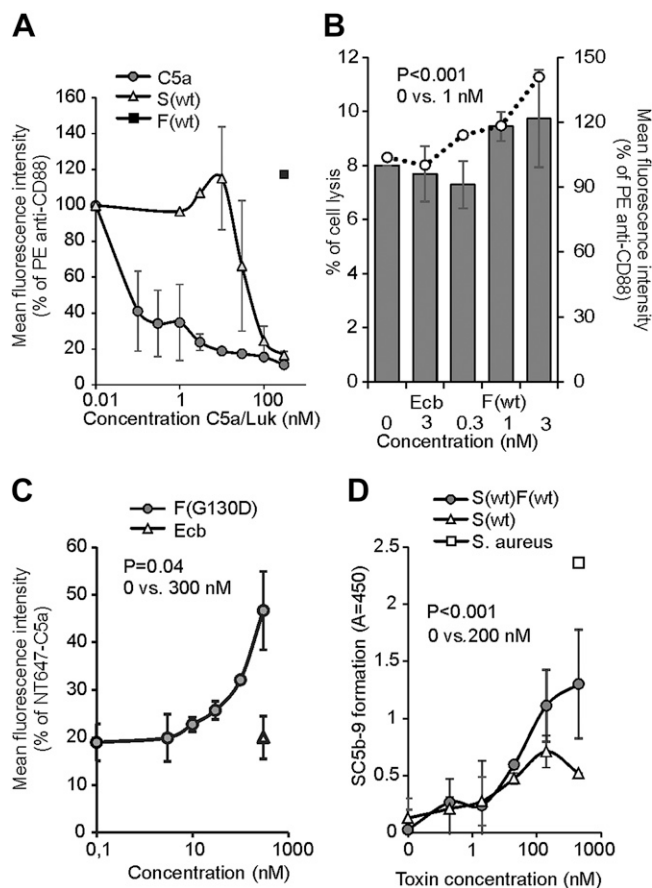 A
C5a
S(wt)
F(wt)
Mean fluorescence intensity
(% of PE anti-CD88)
160
140
120
100
80
60
40
20
0
0.01
1
100
Concentration C5a/Luk (nM)
B
P<0.001
0 vs. 1 nM
% of cell lysis
12
10
8
6
4
2
0
150
120
90
60
30
0
Mean fluorescence intensity
(% of PE anti-CD88)
Ecb F(wt)
0 3 0.3 1 3
Concentration (nM)
C
F(G130D)
Ecb
P=0.04
0 vs. 300 nM
Mean fluorescence intensity
(% of NT647-C5a)
60
50
40
30
20
10
0
0,1
10
1000
Concentration (nM)
D
S(wt)F(wt)
S(wt)
S. aureus
P<0.001
0 vs.200 nM
SC5b-9 formation (A=450)
2.5
2
1.5
1
0.5
0
0
1
100
1000
Toxin concentration (nM)